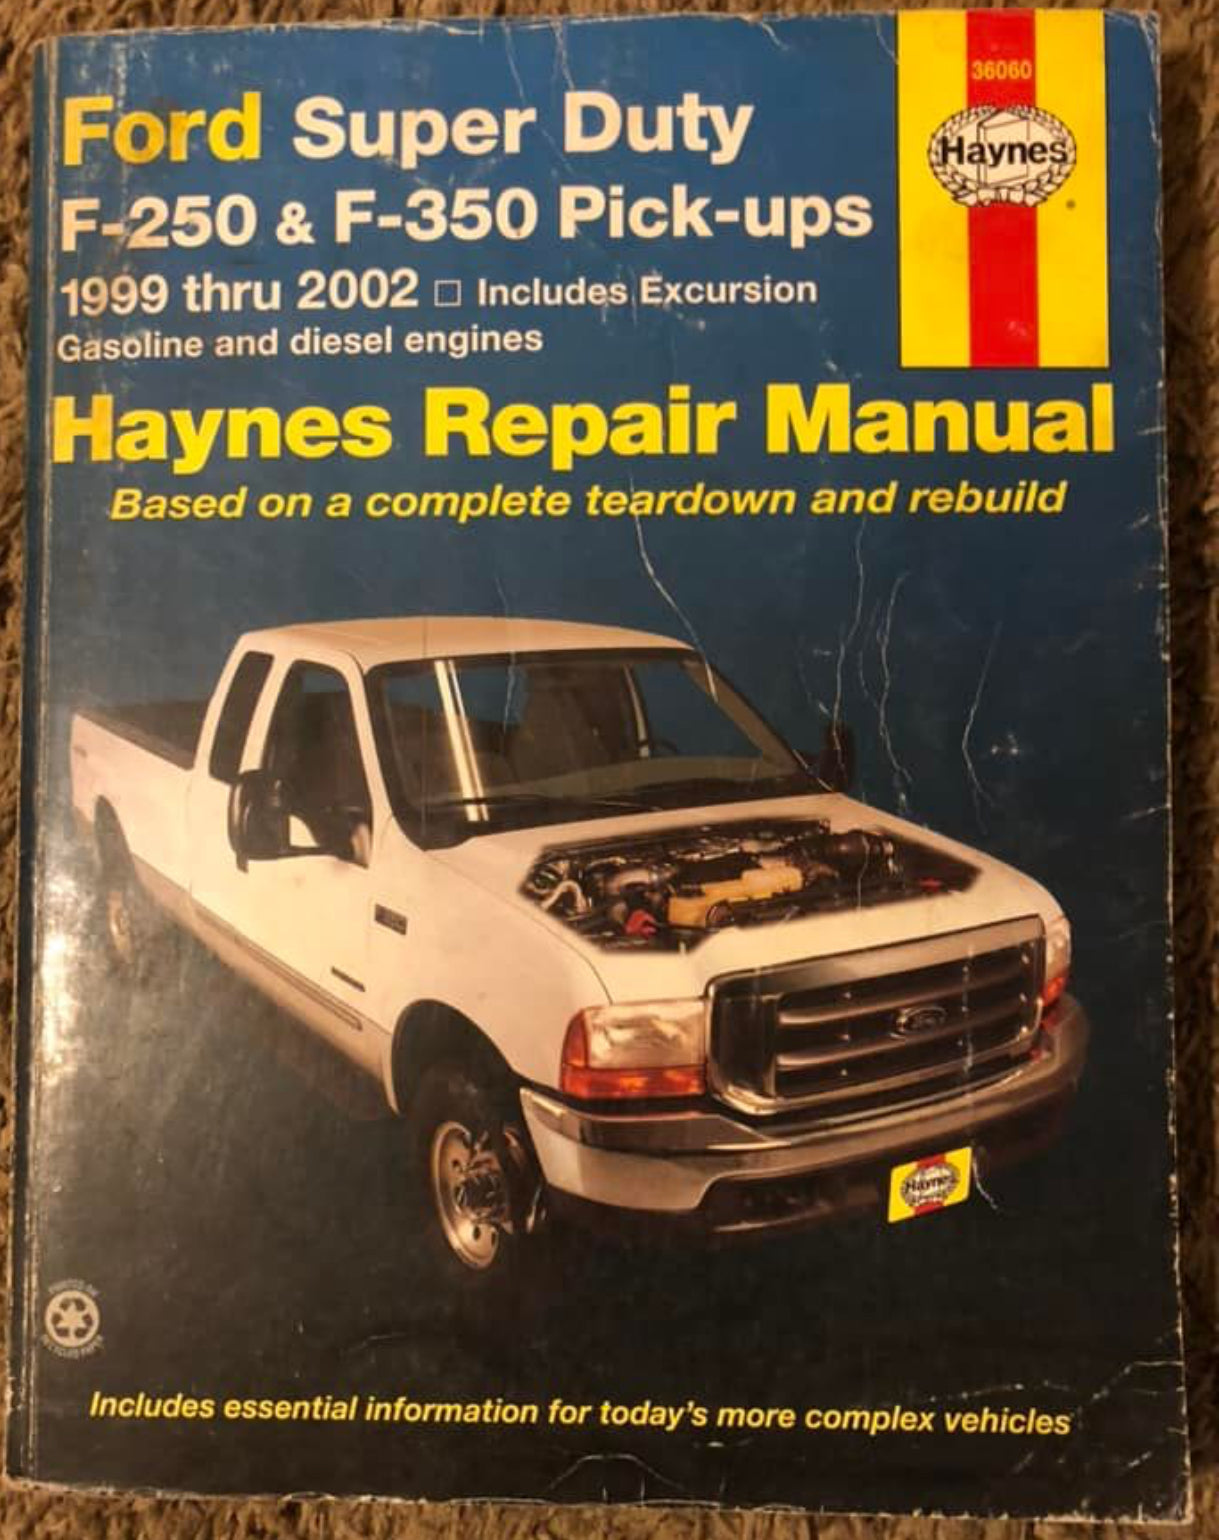 36060
Haynes
®
Ford Super Duty
F-250 & F-350 Pick-ups
1999 thru 2002 □ Includes Excursion
Gasoline and diesel engines
Haynes Repair Manual
Based on a complete teardown and rebuild
Ford
Haynes
Includes essential information for today's more complex vehicles